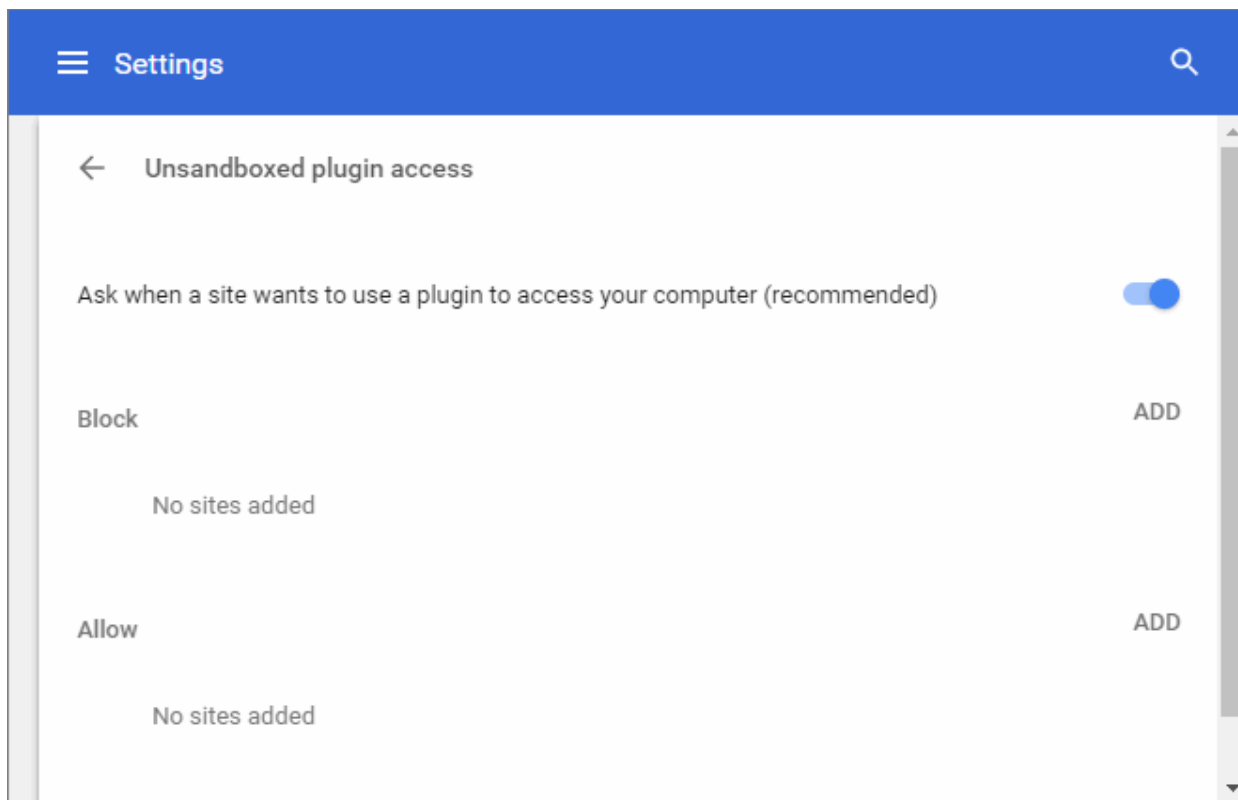 Settings
Unsandboxed plugin access
Ask when a site wants to use a plugin to access your computer (recommended)
Block
ADD
No sites added
Allow
ADD
No sites added